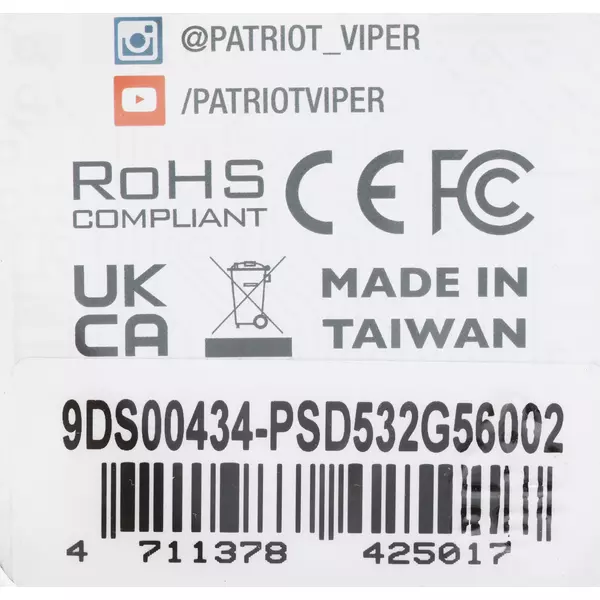 @PATRIOT_VIPER
/PATRIOTVIPER
RoHS
COMPLIANT
CE FC
UK
CA
MADE IN
TAIWAN
9DS00434-PSD532G56002
4 711378 425017